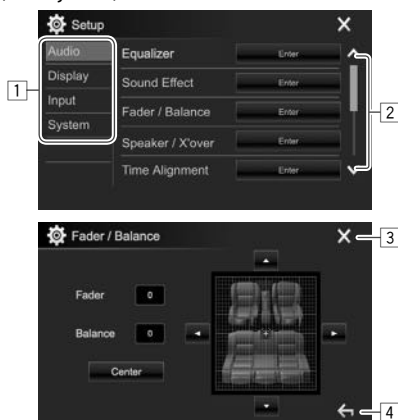 Setup
Audio
Display
Input
System
Equalizer Enter
Sound Effect Enter
Fader / Balance Enter
Speaker / X'over Enter
Time Alignment Enter
1
2
Fader / Balance
3
Fader 0
Balance 0
Center
4